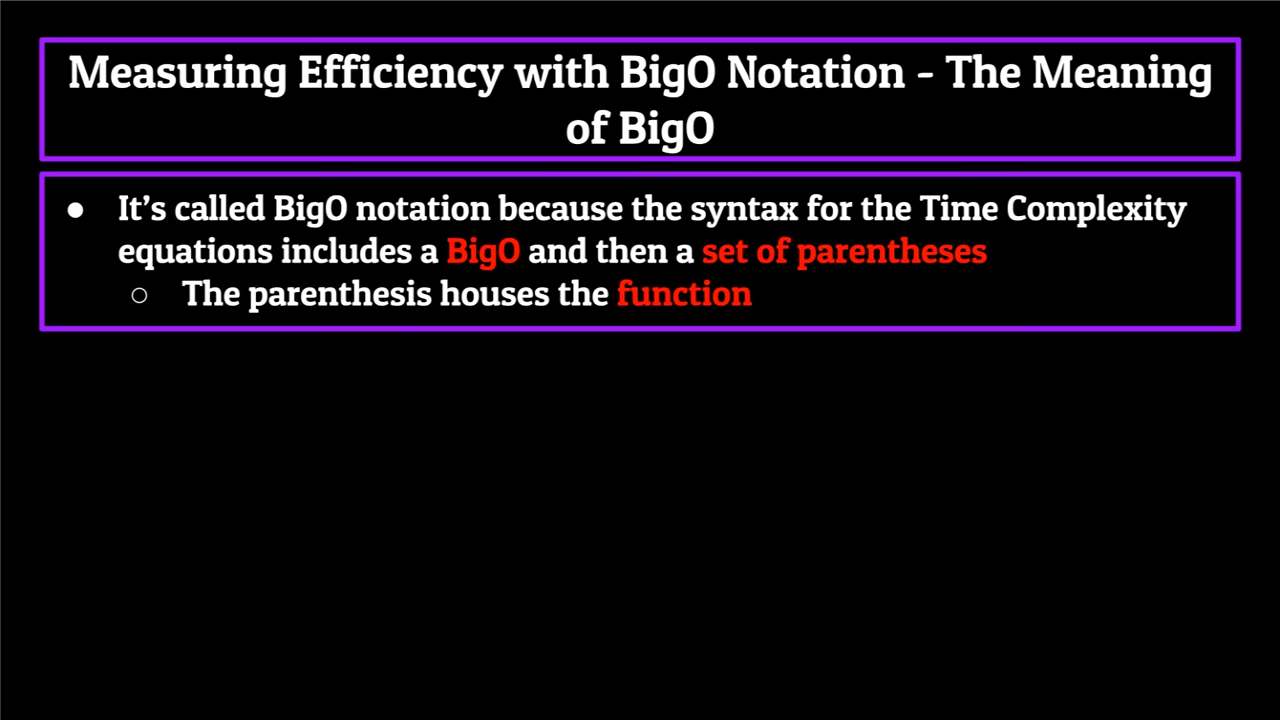 Measuring Efficiency with BigO Notation - The Meaning
of BigO
● It’s called BigO notation because the syntax for the Time Complexity
equations includes a BigO and then a set of parentheses
○ The parenthesis houses the function